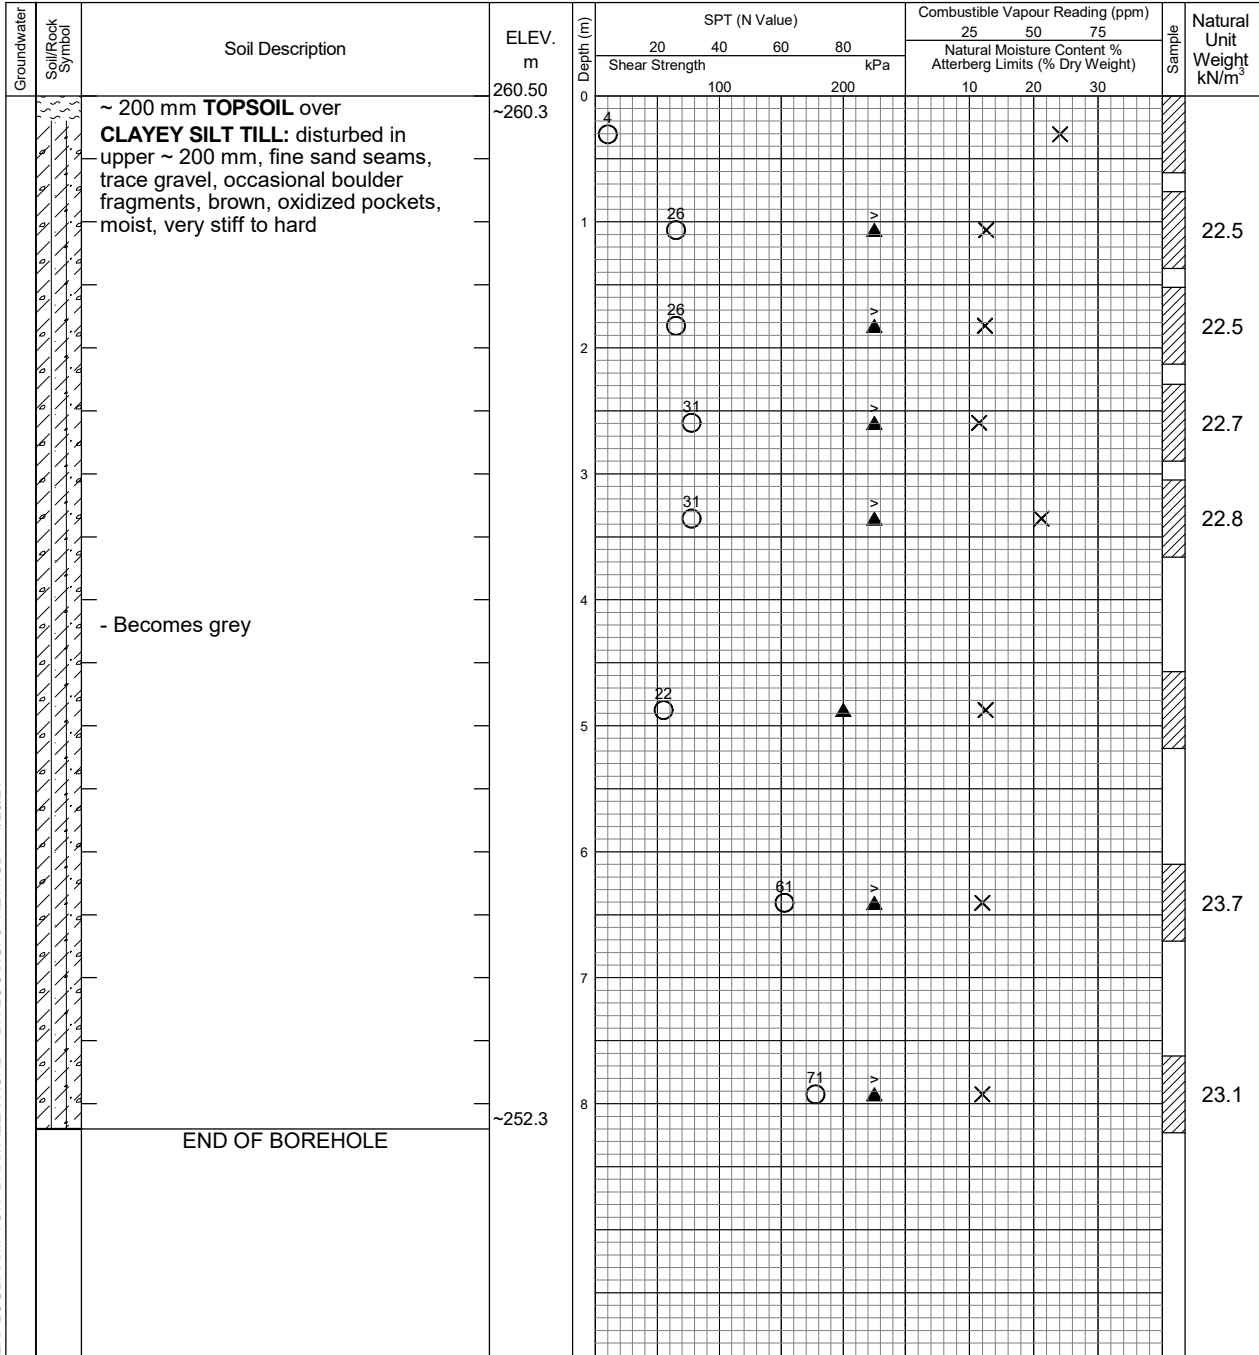 Groundwater
Soil/Rock
Symbol
Soil Description
ELEV.
m
Depth (m)
SPT (N Value)
20 40 60 80
Shear Strength kPa
100 200
Combustible Vapour Reading (ppm)
25 50 75
Natural Moisture Content %
Atterberg Limits (% Dry Weight)
10 20 30
Sample
Natural
Unit
Weight
kN/m³
260.50
0
~ 200 mm TOPSOIL over
~260.3
CLAYEY SILT TILL: disturbed in
upper ~ 200 mm, fine sand seams,
trace gravel, occasional boulder
fragments, brown, oxidized pockets,
moist, very stiff to hard
4
1
26 >
22.5
26 >
22.5
2
31 >
22.7
3
31 >
22.8
4
- Becomes grey
22
5
6
61 >
23.7
7
71 >
23.1
8
~252.3
END OF BOREHOLE